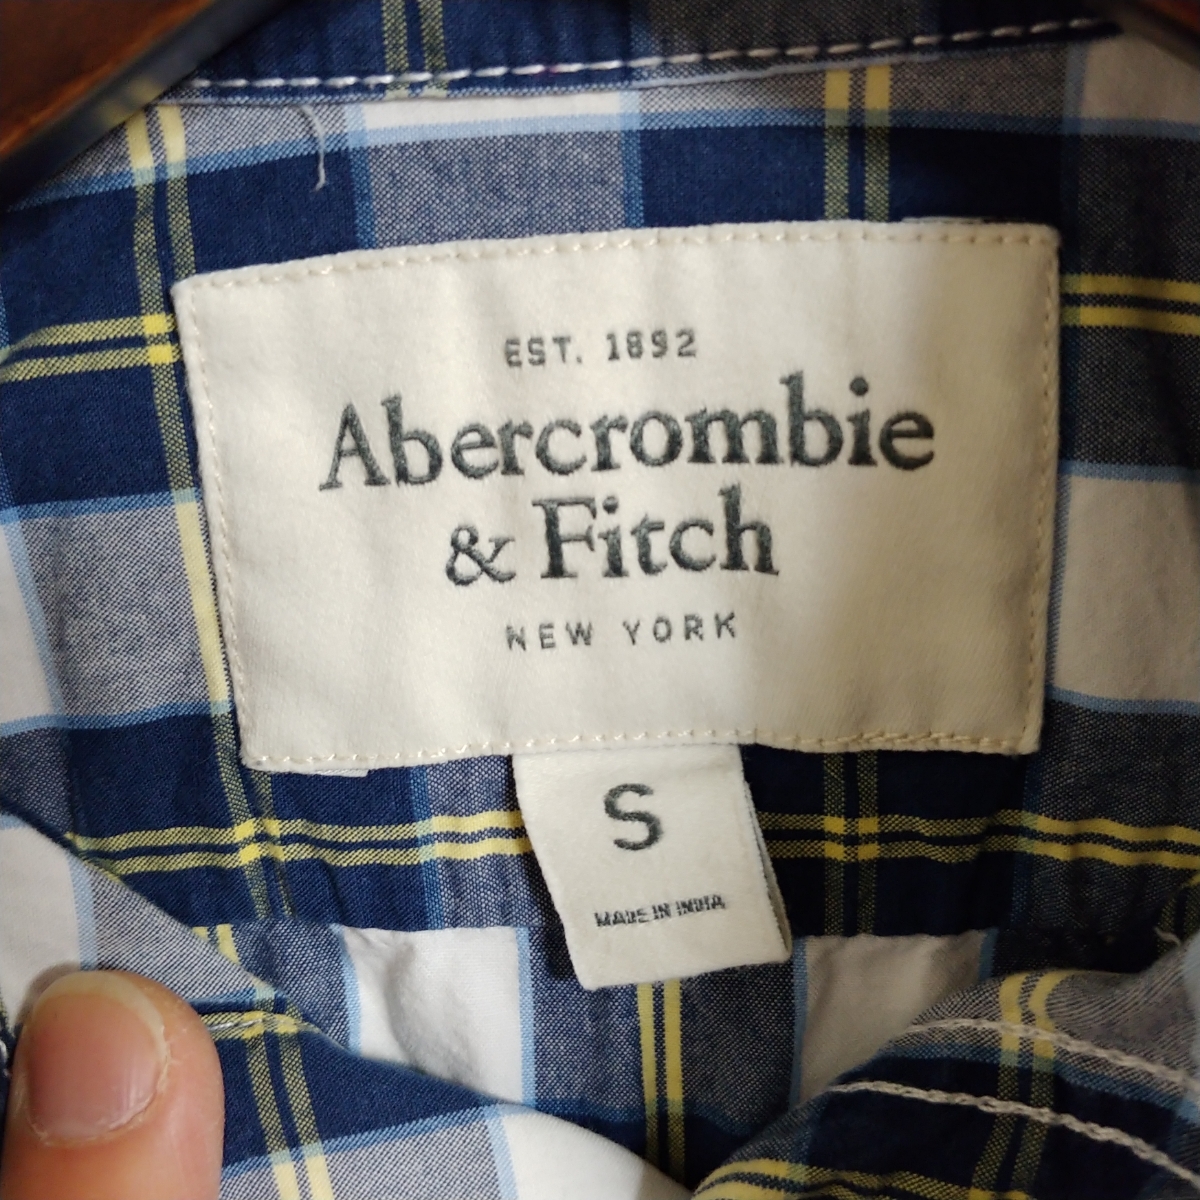 EST. 1892
Abercrombie
& Fitch
NEW YORK
S
MADE IN INDIA